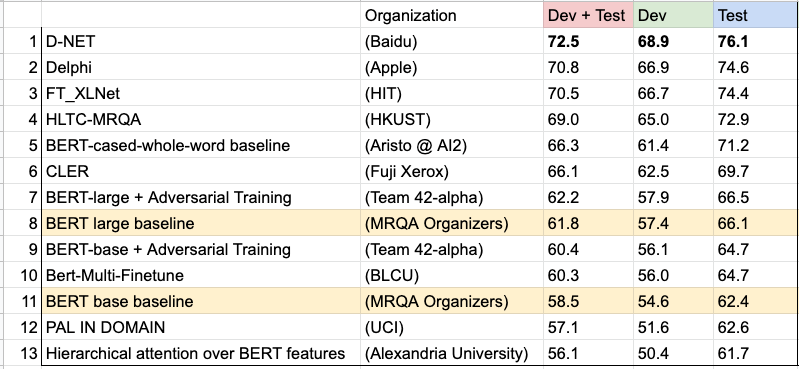 Organization Dev + Test Dev Test
1 D-NET (Baidu) 72.5 68.9 76.1
2 Delphi (Apple) 70.8 66.9 74.6
3 FT_XLNet (HIT) 70.5 66.7 74.4
4 HLTC-MRQA (HKUST) 69.0 65.0 72.9
5 BERT-cased-whole-word baseline (Aristo @ AI2) 66.3 61.4 71.2
6 CLER (Fuji Xerox) 66.1 62.5 69.7
7 BERT-large + Adversarial Training (Team 42-alpha) 62.2 57.9 66.5
8 BERT large baseline (MRQA Organizers) 61.8 57.4 66.1
9 BERT-base + Adversarial Training (Team 42-alpha) 60.4 56.1 64.7
10 Bert-Multi-Finetune (BLCU) 60.3 56.0 64.7
11 BERT base baseline (MRQA Organizers) 58.5 54.6 62.4
12 PAL IN DOMAIN (UCI) 57.1 51.6 62.6
13 Hierarchical attention over BERT features (Alexandria University) 56.1 50.4 61.7